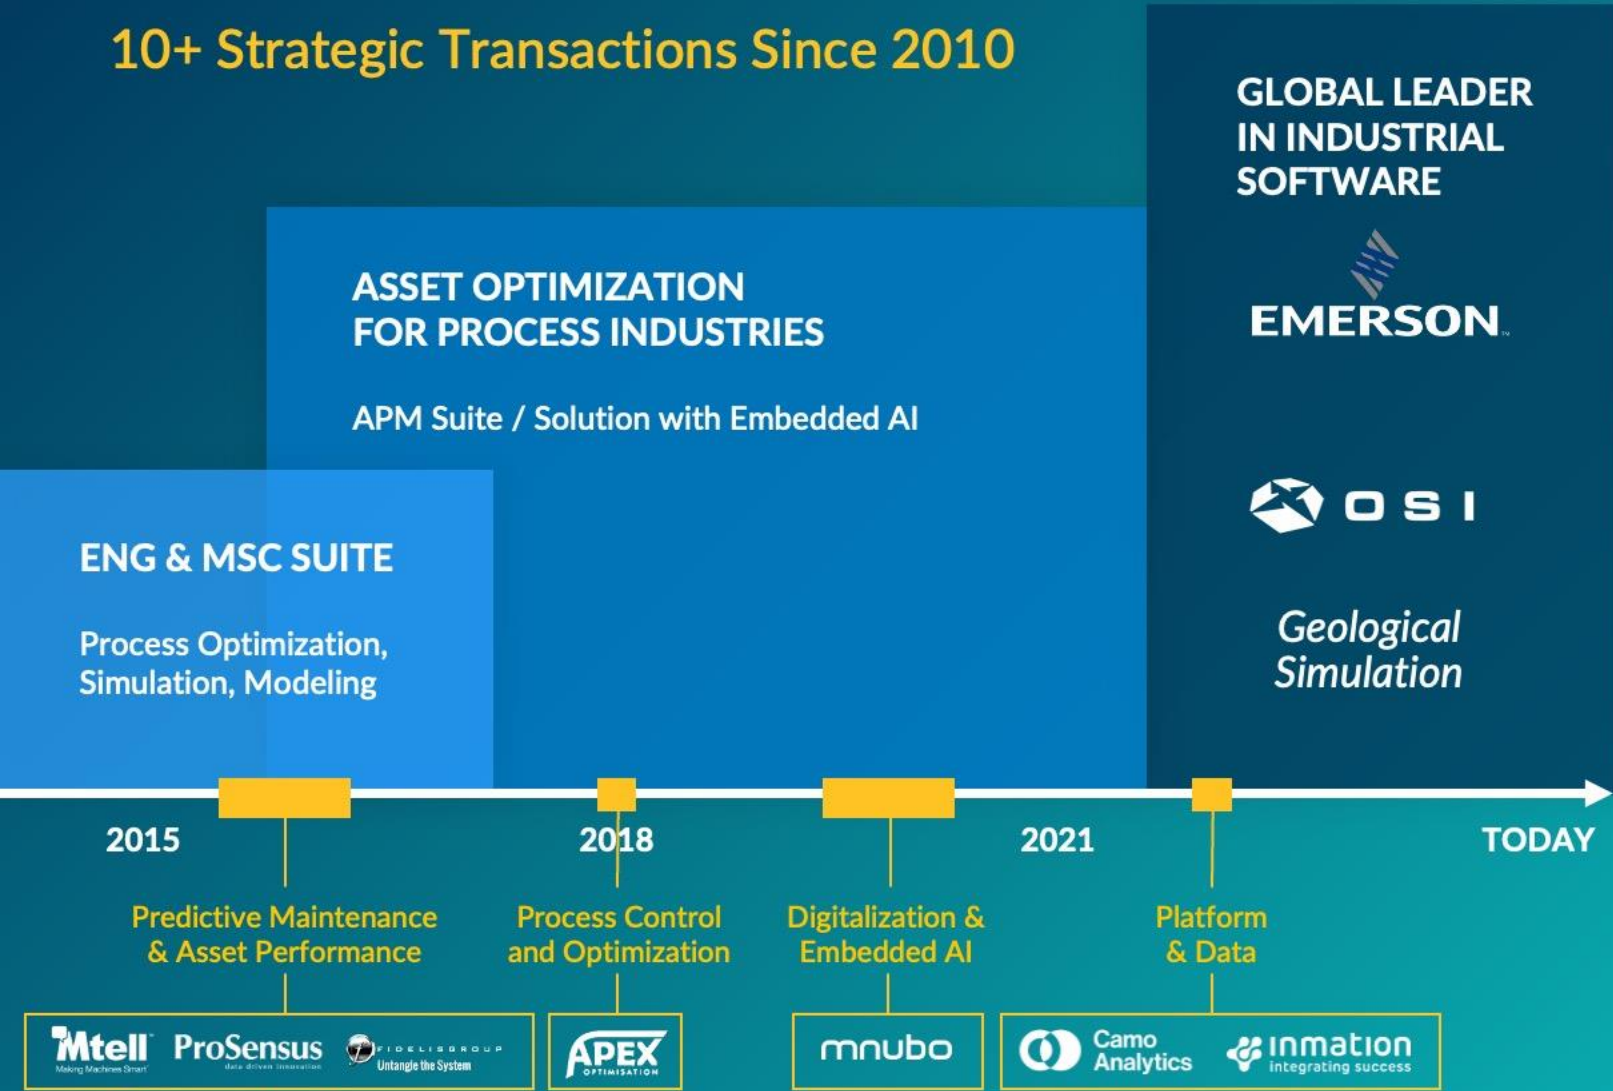 10+ Strategic Transactions Since 2010
GLOBAL LEADER
IN INDUSTRIAL
SOFTWARE
EMERSON™
OSI
Geological
Simulation
ASSET OPTIMIZATION
FOR PROCESS INDUSTRIES
APM Suite / Solution with Embedded AI
ENG & MSC SUITE
Process Optimization,
Simulation, Modeling
2015
2018
2021
TODAY
Predictive Maintenance
& Asset Performance
Process Control
and Optimization
Digitalization &
Embedded AI
Platform
& Data
Mtell
Making Machines Smart
ProSensus
data driven innovation
FIDELISGROUP
Untangle the System
APEX
OPTIMISATION
mnubo
Camo
Analytics
inmation
integrating success